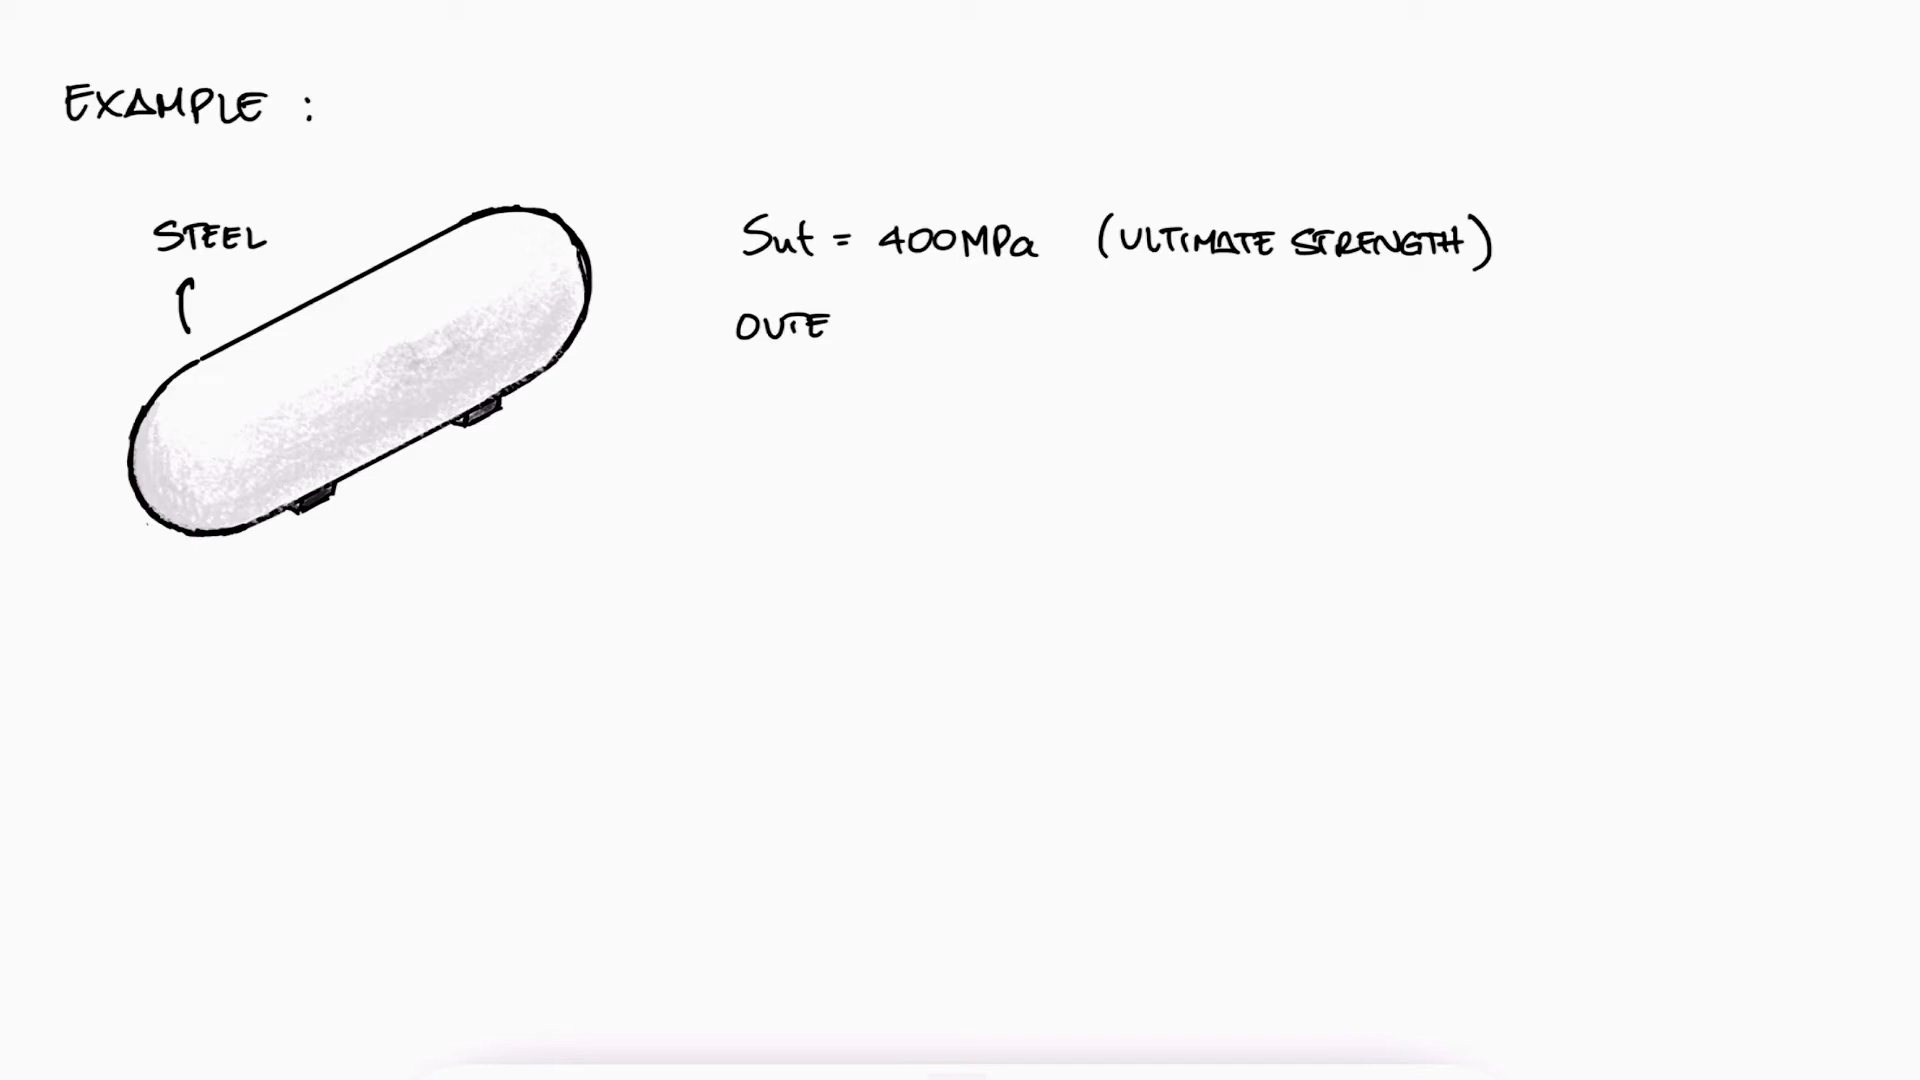 EXAMPLE :
STEEL
Sut = 400MPa (ULTIMATE STRENGTH)
OUTE